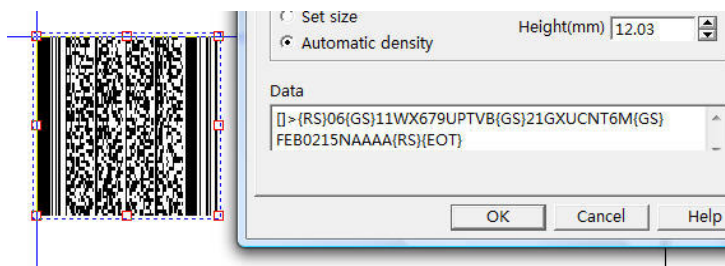 Set size
Height(mm) 12.03
Automatic density
Data
[)>{RS}06{GS}11WX679UPTVB{GS}21GXUCNT6M{GS}
FEB0215NAAAA{RS}{EOT}
OK Cancel Help